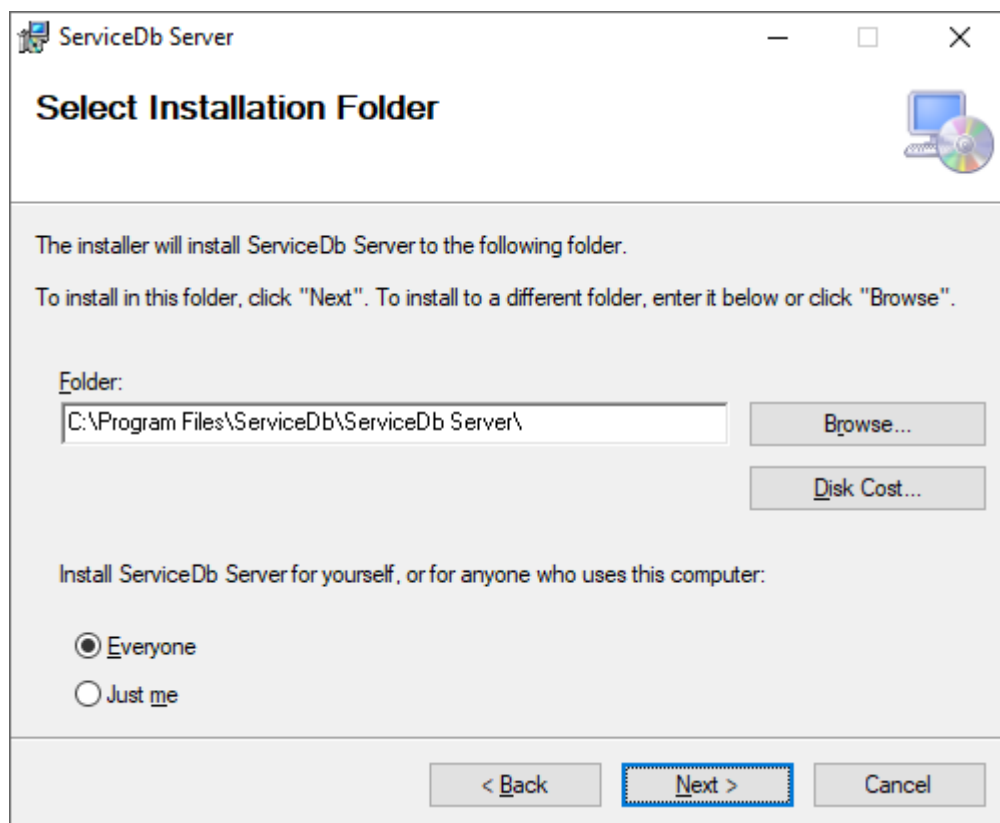 ServiceDb Server
Select Installation Folder
The installer will install ServiceDb Server to the following folder.
To install in this folder, click "Next". To install to a different folder, enter it below or click "Browse".
Folder:
C:\Program Files\ServiceDb\ServiceDb Server\
Browse...
Disk Cost...
Install ServiceDb Server for yourself, or for anyone who uses this computer:
Everyone
Just me
< Back
Next >
Cancel